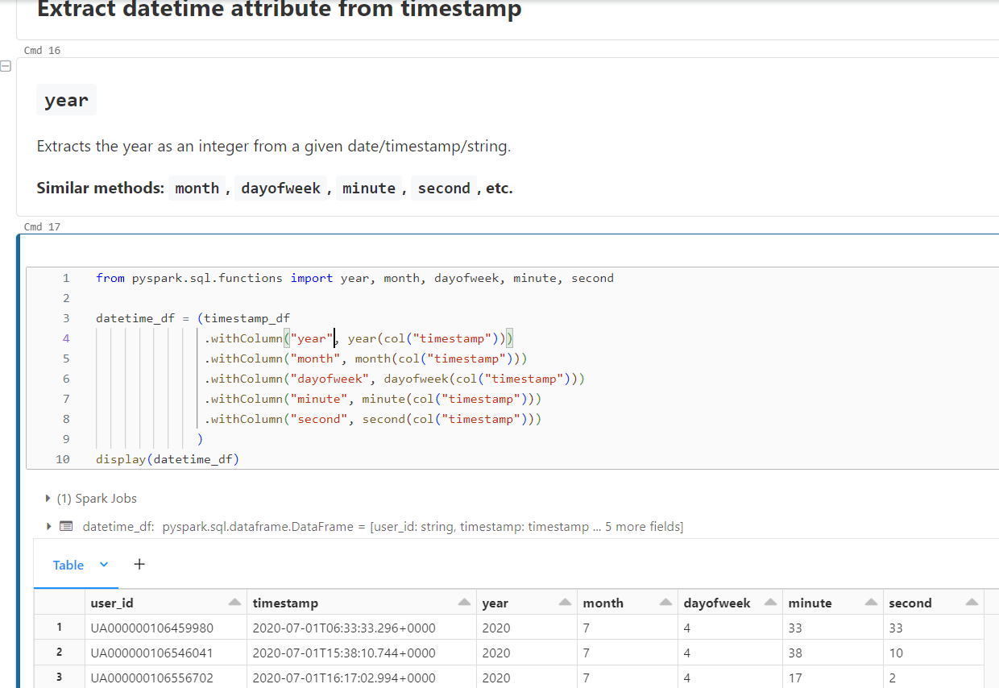 Extract datetime attribute from timestamp
Cmd 16
year
Extracts the year as an integer from a given date/timestamp/string.
Similar methods: month , dayofweek , minute , second , etc.
Cmd 17
1 from pyspark.sql.functions import year, month, dayofweek, minute, second
2
3 datetime_df = (timestamp_df
4 .withColumn("year", year(col("timestamp")))
5 .withColumn("month", month(col("timestamp")))
6 .withColumn("dayofweek", dayofweek(col("timestamp")))
7 .withColumn("minute", minute(col("timestamp")))
8 .withColumn("second", second(col("timestamp")))
9 )
10 display(datetime_df)
(1) Spark Jobs
datetime_df: pyspark.sql.dataframe.DataFrame = [user_id: string, timestamp: timestamp ... 5 more fields]
Table +
user_id timestamp year month dayofweek minute second
1 UA000000106459980 2020-07-01T06:33:33.296+0000 2020 7 4 33 33
2 UA000000106546041 2020-07-01T15:38:10.744+0000 2020 7 4 38 10
3 UA000000106556702 2020-07-01T16:17:02.994+0000 2020 7 4 17 2